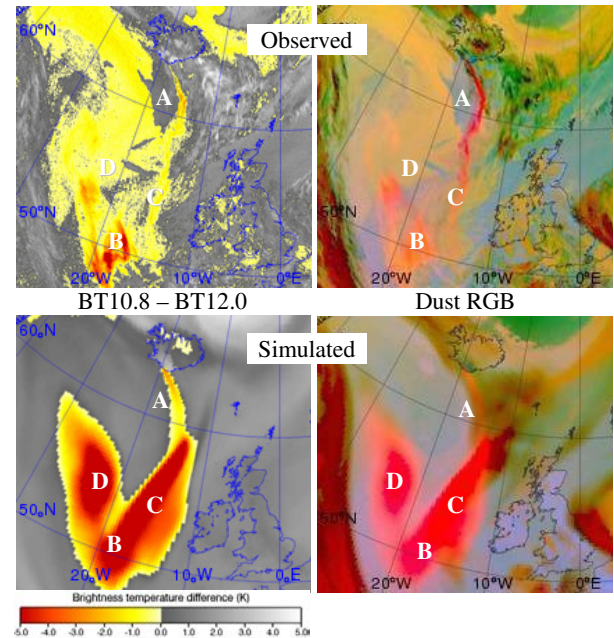 Observed
A
A
D
D
C
C
50°N
50°N
B
B
20°W
10°W
0°E
20°W
10°W
0°E
BT10.8 – BT12.0
Dust RGB
60°N
Simulated
A
A
D
C
D
C
50°N
50°N
B
B
20°W
10°W
20°W
10°W
0°E
Brightness temperature difference (K)
-5.0 -4.0 -3.0 -2.0 -1.0 0.0 1.0 2.0 3.0 4.0 5.0